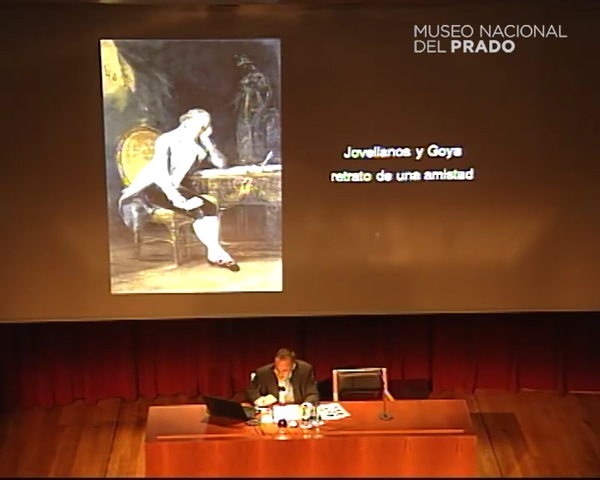 MUSEO NACIONAL
DEL PRADO
Jovellanos y Goya
retrato de una amistad